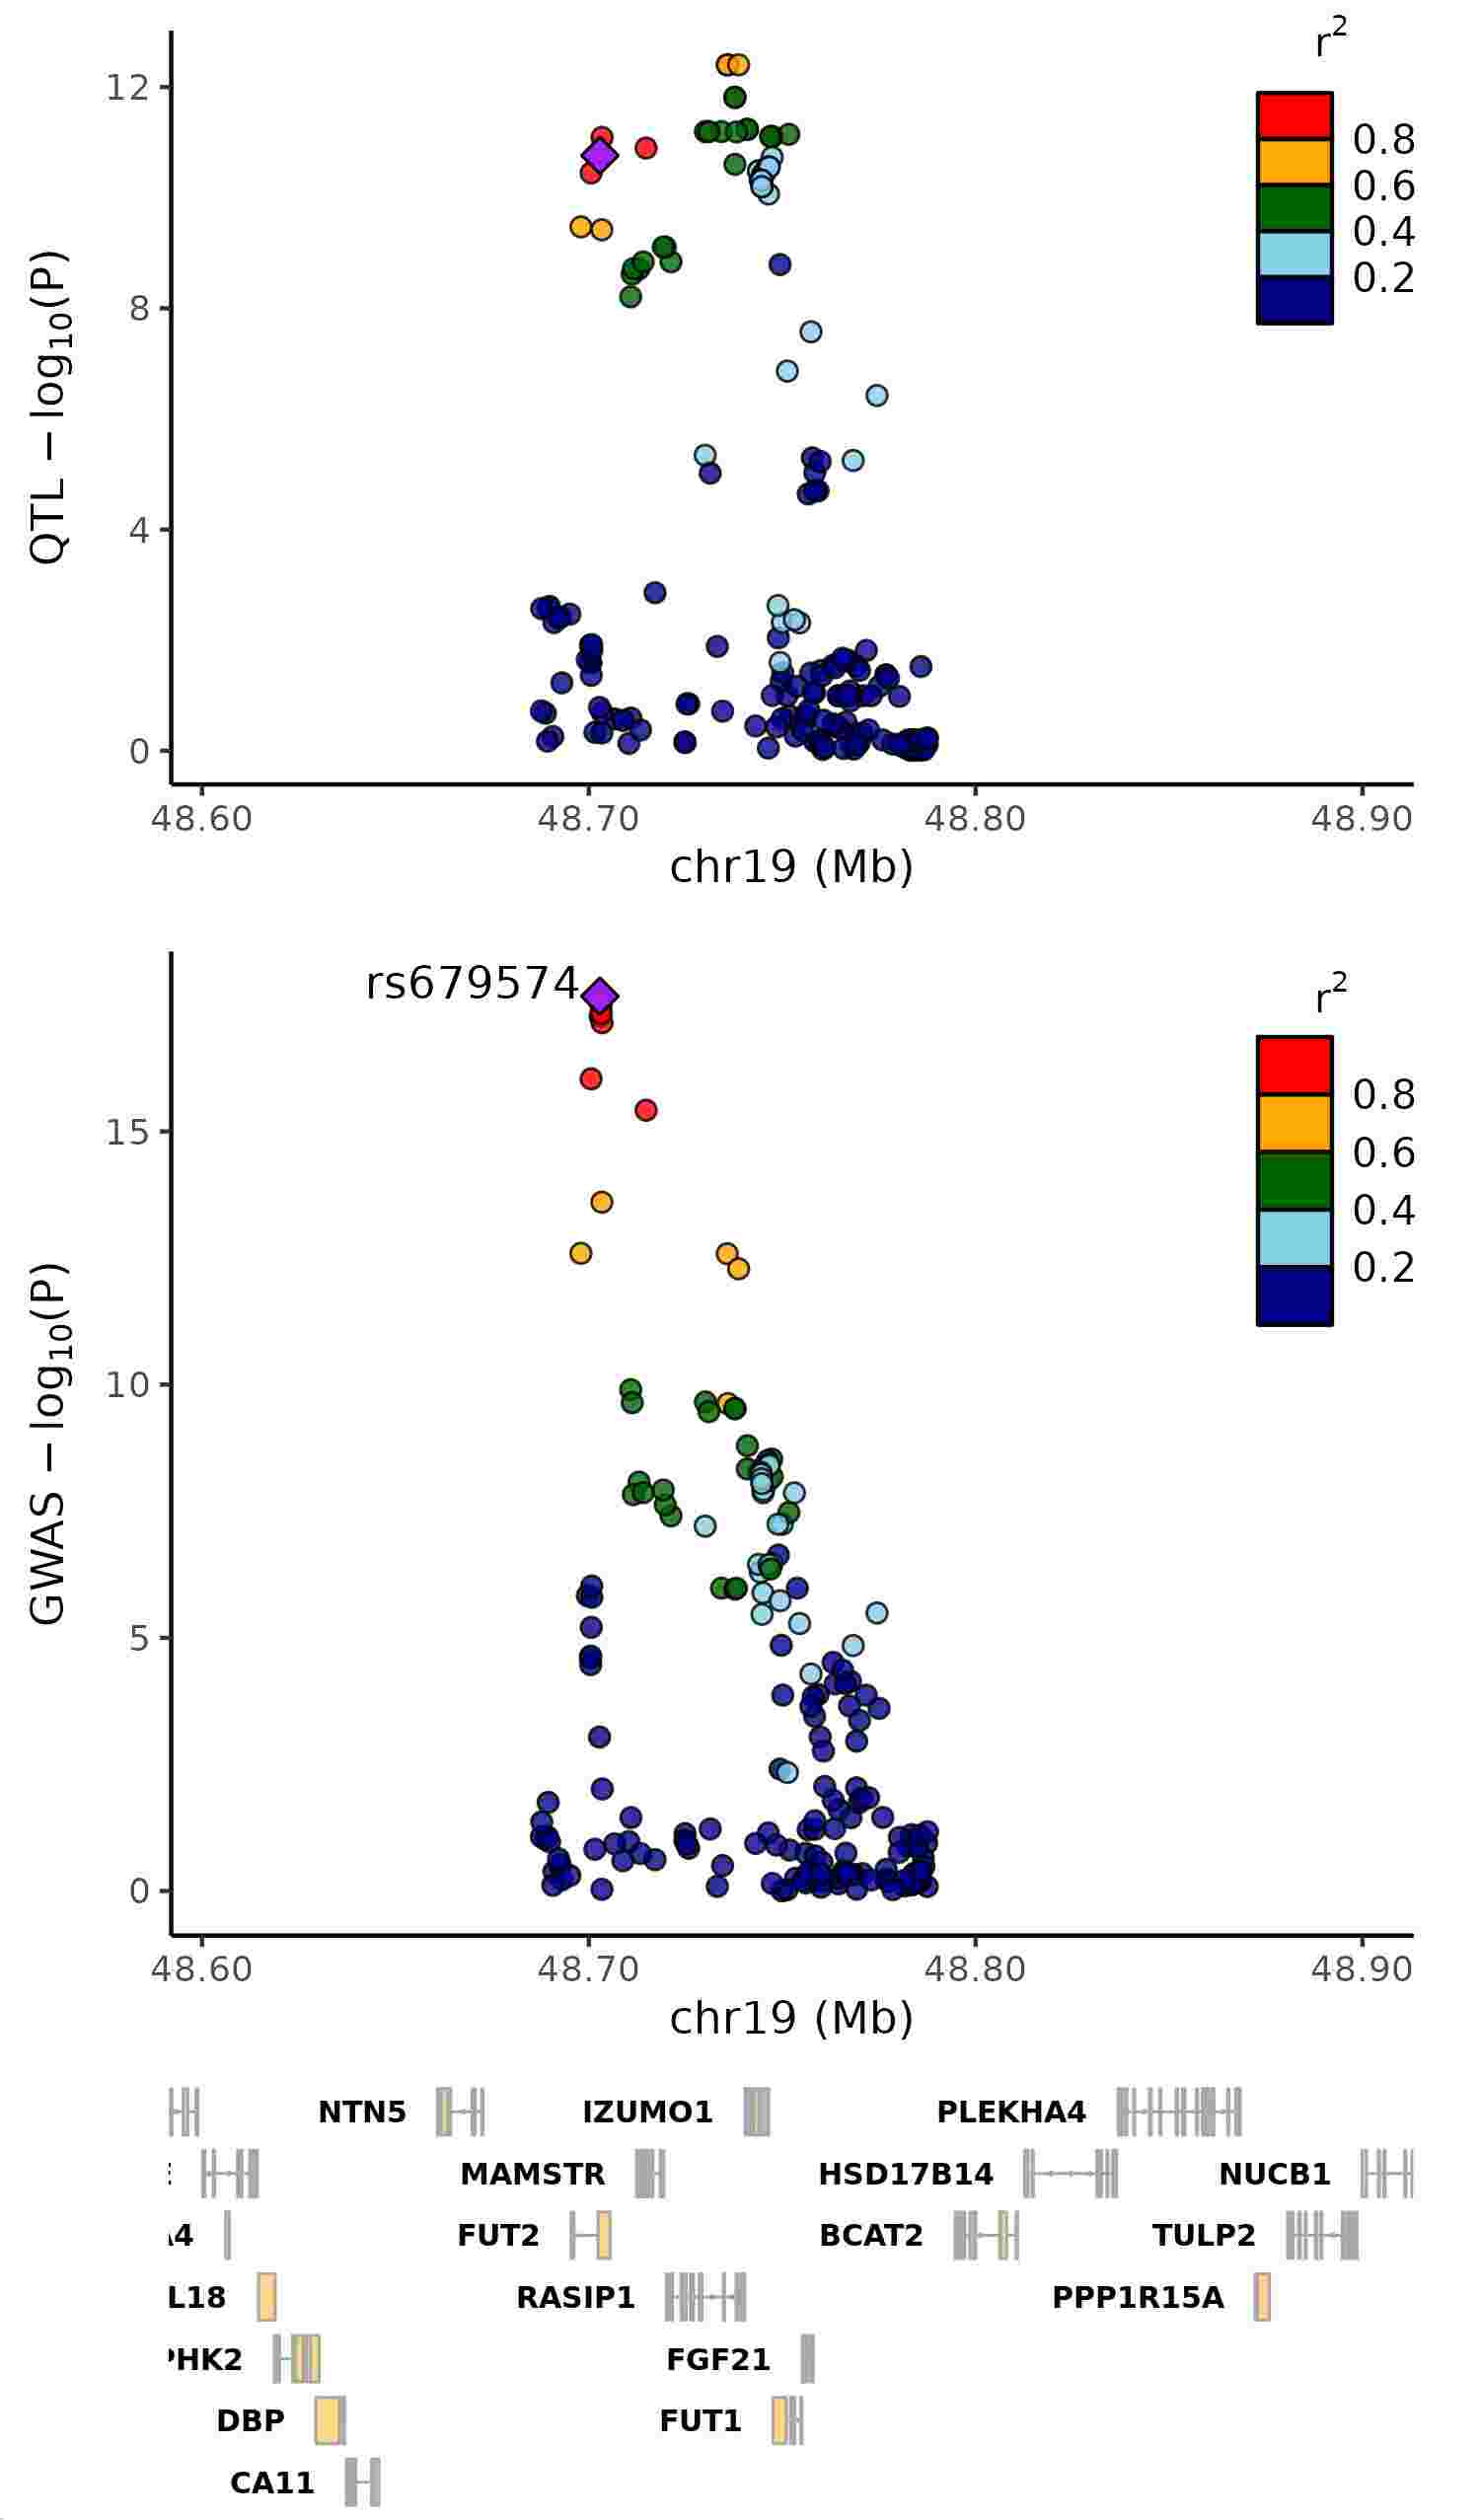 r²
12
8
4
0
0.8
0.6
0.4
0.2
QTL − log₁₀(P)
48.60 48.70 48.80 48.90
chr19 (Mb)
rs679574
r²
15
10
5
0
0.8
0.6
0.4
0.2
GWAS − log₁₀(P)
48.60 48.70 48.80 48.90
chr19 (Mb)
NTN5 IZUMO1 PLEKHA4
MAMSTR HSD17B14 NUCB1
4 FUT2 BCAT2 TULP2
L18 RASIP1 PPP1R15A
PHK2 FGF21
DBP FUT1
CA11